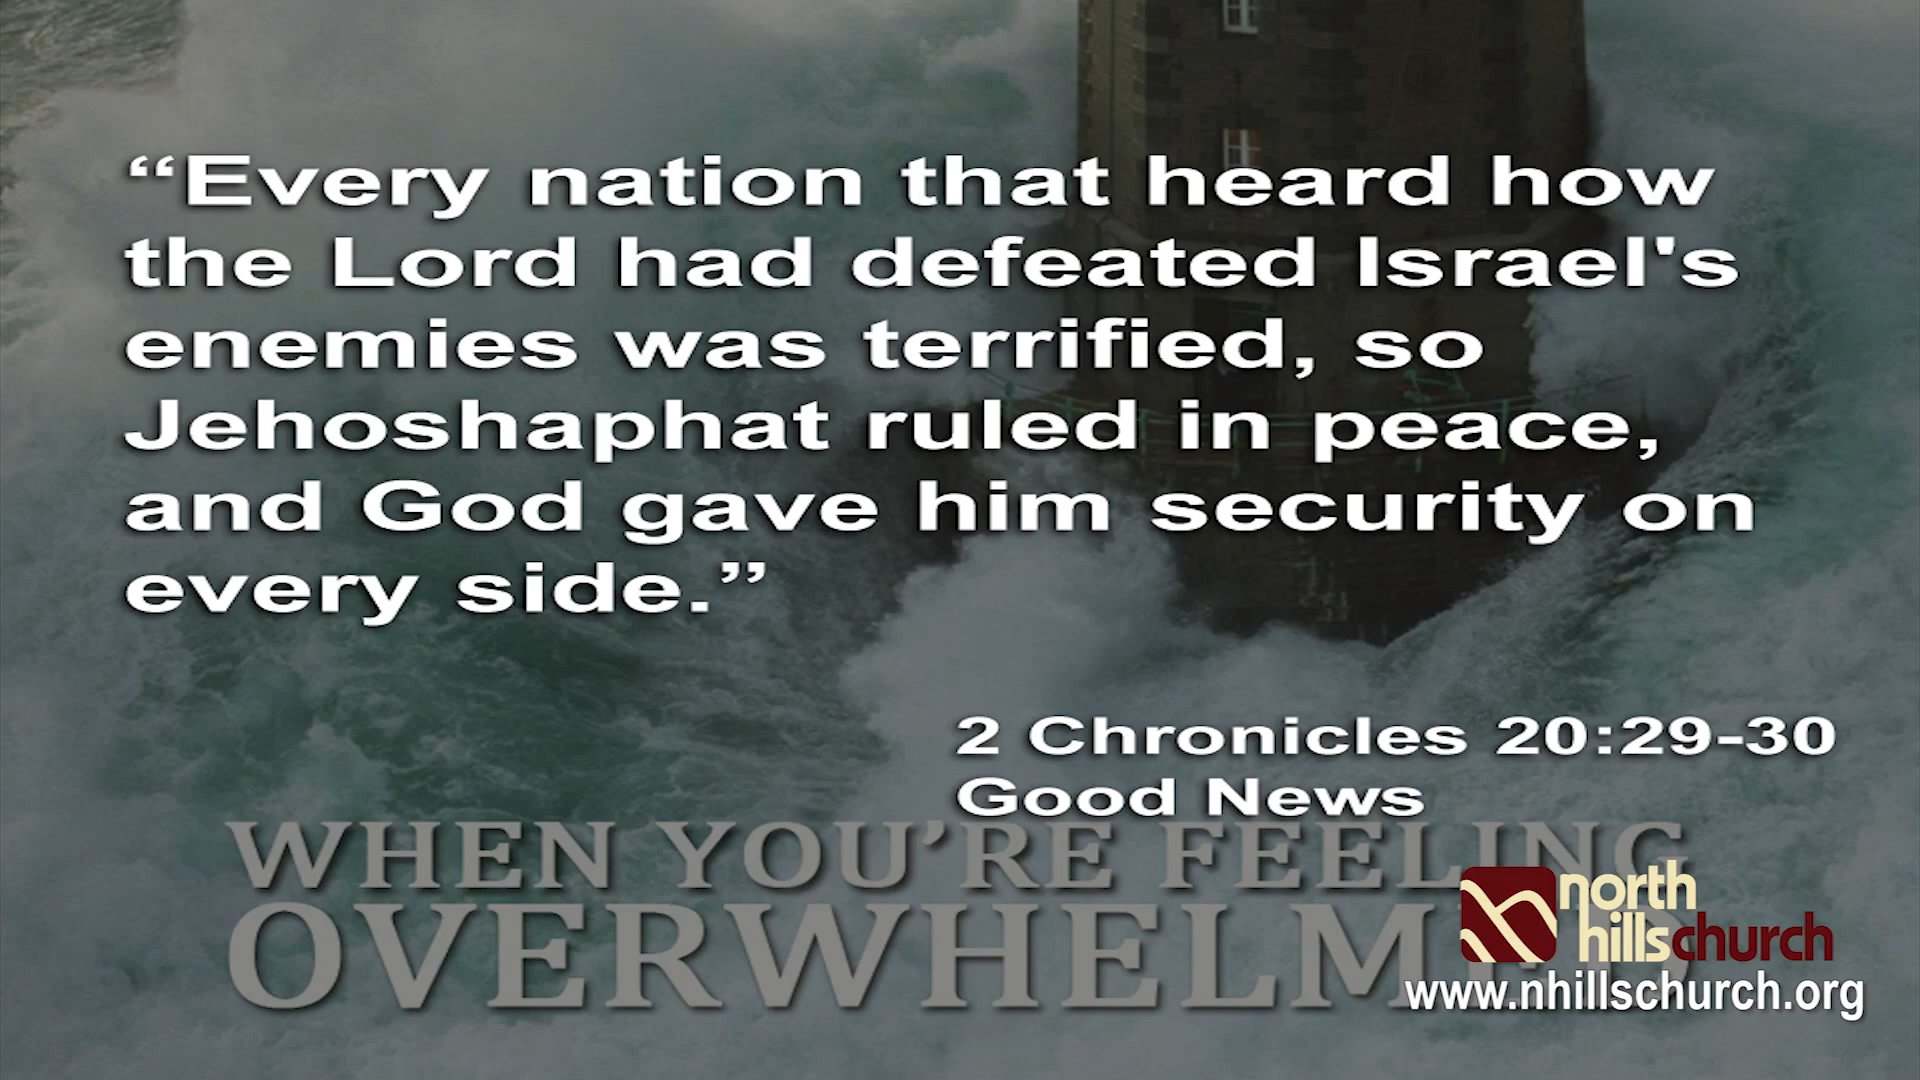 “Every nation that heard how
the Lord had defeated Israel's
enemies was terrified, so
Jehoshaphat ruled in peace,
and God gave him security on
every side.”
2 Chronicles 20:29-30
Good News
WHEN YOU’RE FEELING
OVERWHELMED
north
hillschurch
www.nhillschurch.org